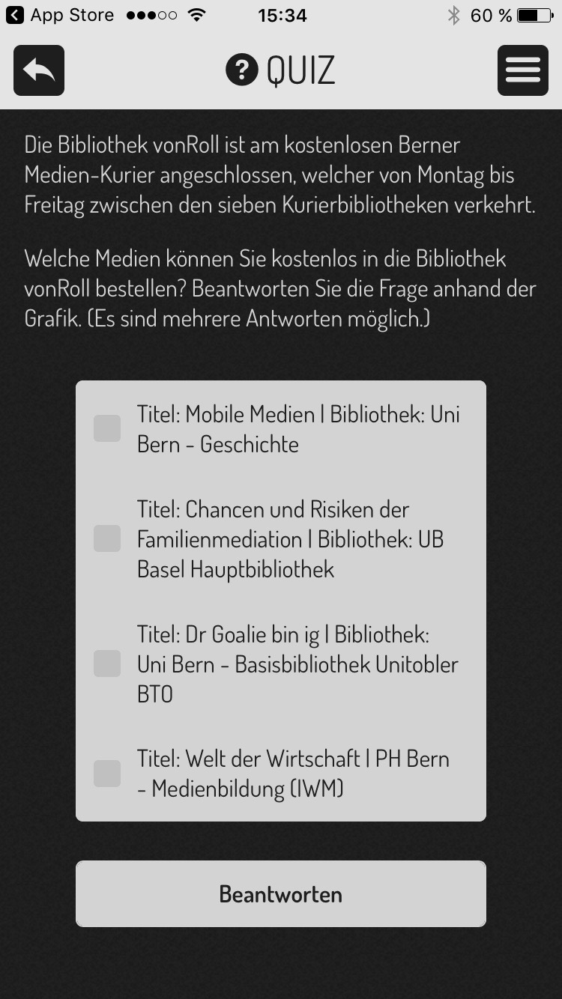 App Store 15:34 60 %
? QUIZ
Die Bibliothek vonRoll ist am kostenlosen Berner
Medien-Kurier angeschlossen, welcher von Montag bis
Freitag zwischen den sieben Kurierbibliotheken verkehrt.
Welche Medien können Sie kostenlos in die Bibliothek
vonRoll bestellen? Beantworten Sie die Frage anhand der
Grafik. (Es sind mehrere Antworten möglich.)
Titel: Mobile Medien | Bibliothek: Uni
Bern - Geschichte
Titel: Chancen und Risiken der
Familienmediation | Bibliothek: UB
Basel Hauptbibliothek
Titel: Dr Goalie bin ig | Bibliothek:
Uni Bern - Basisbibliothek Unitobler
BTO
Titel: Welt der Wirtschaft | PH Bern
- Medienbildung (IWM)
Beantworten